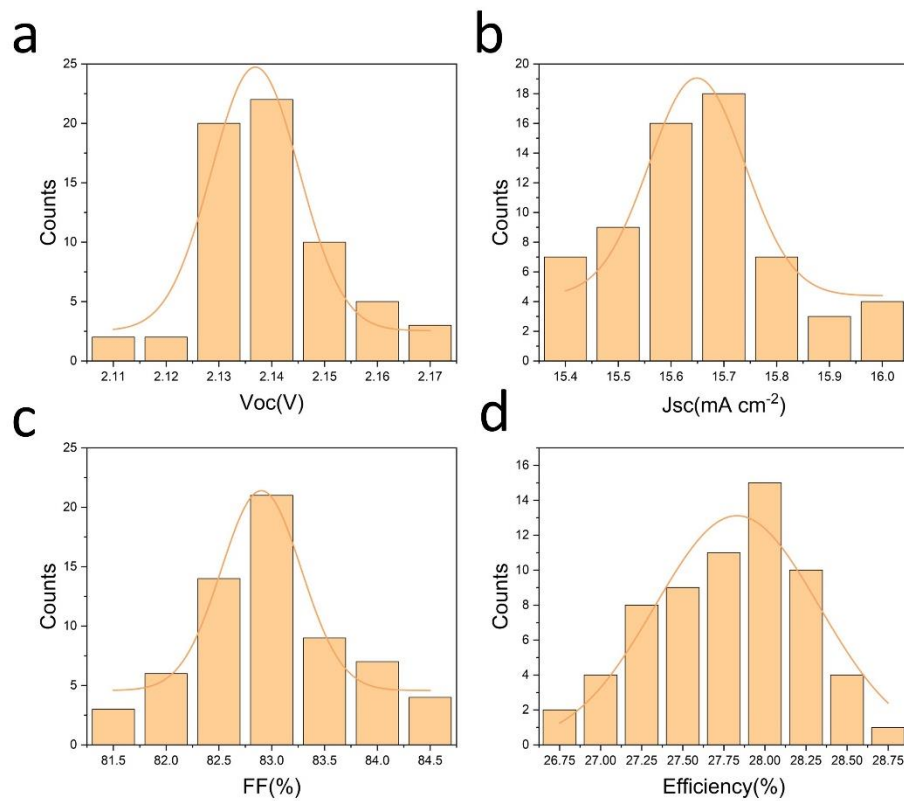 a
25
20
15
10
5
0
Counts
2.11 2.12 2.13 2.14 2.15 2.16 2.17
Voc(V)
b
20
18
16
14
12
10
8
6
4
2
0
Counts
15.4 15.5 15.6 15.7 15.8 15.9 16.0
Jsc(mA cm-2)
c
25
20
15
10
5
0
Counts
81.5 82.0 82.5 83.0 83.5 84.0 84.5
FF(%)
d
16
14
12
10
8
6
4
2
0
Counts
26.75 27.00 27.25 27.50 27.75 28.00 28.25 28.50 28.75
Efficiency(%)